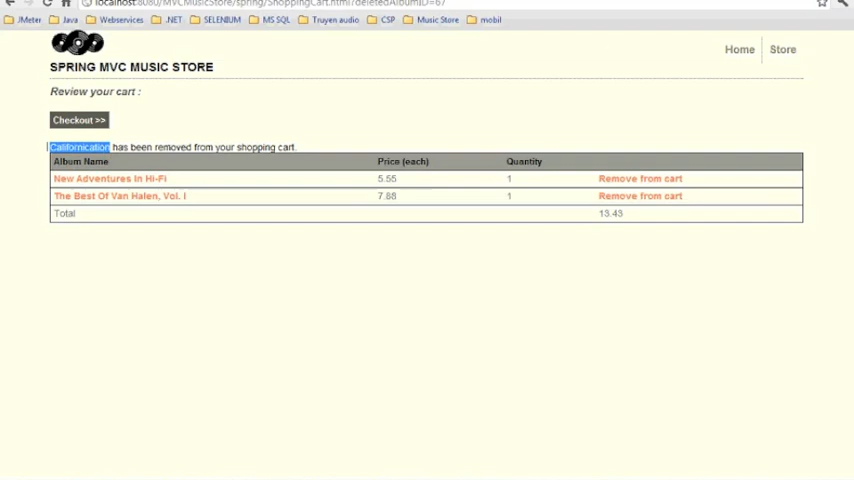 localhost:8080/MVCMusicStore/spring/ShoppingCart.html?deletedAlbumID=67
JMeter Java Webservices .NET SELENIUM MS SQL Truyen audio CSP Music Store mobil
Home Store
SPRING MVC MUSIC STORE
Review your cart :
Checkout >>
Californication has been removed from your shopping cart.
Album Name Price (each) Quantity
New Adventures In Hi-Fi 5.55 1 Remove from cart
The Best Of Van Halen, Vol. I 7.88 1 Remove from cart
Total 13.43